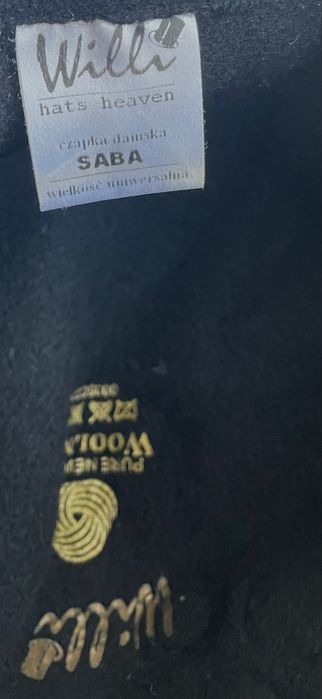 Willi
hats heaven
czapka damska
SABA
wielkość uniwersalna
PURE NEW
WOOL
Willi